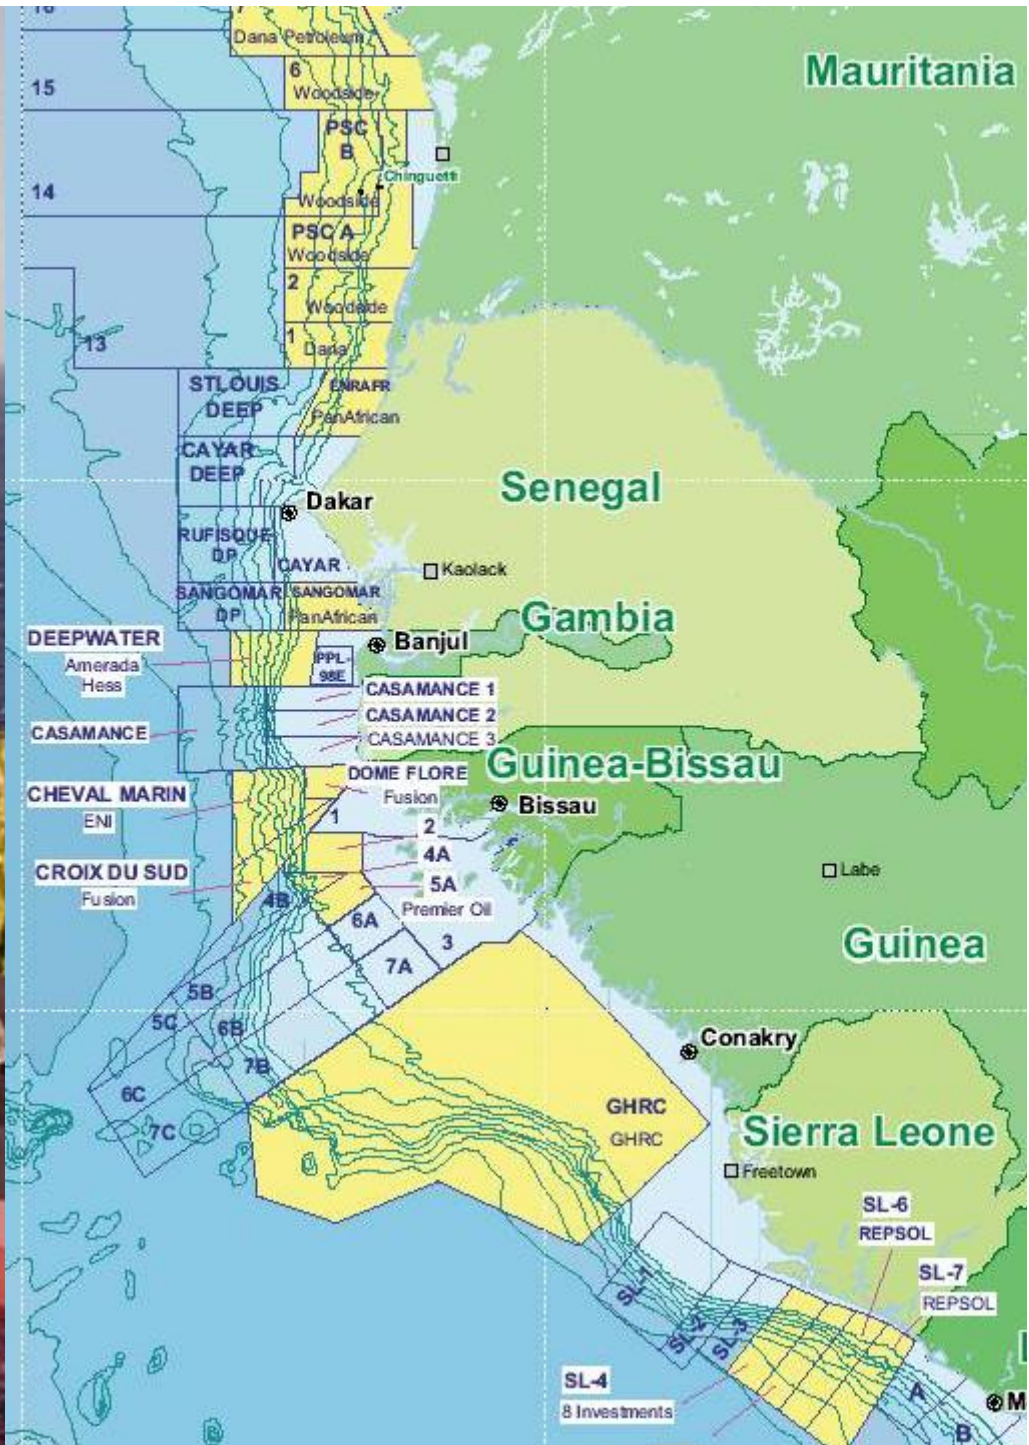 16
7
Dana Petroleum
Mauritania
15
6
Woodside
PSC
B
Chinguetti
14
Woodside
PSC A
Woodside
2
Woodside
13
1
Dana
ST LOUIS
DEEP
ENRAFR
PanAfrican
CAYAR
DEEP
Senegal
Dakar
RUFISQUE
DP
CAYAR
Kaolack
SANGOMAR
DP
SANGOMAR
PanAfrican
Gambia
DEEPWATER
Amerada
Hess
Banjul
PPL-
98E
CASAMANCE 1
CASAMANCE 2
CASAMANCE
CASAMANCE 3
Guinea-Bissau
DOME FLORE
Fusion
CHEVAL MARIN
ENI
Bissau
1
2
4A
CROIX DU SUD
Fusion
5A
Premier Oil
Labe
4B
6A
3
Guinea
7A
5B
5C
6B
Conakry
7B
6C
GHRC
GHRC
7C
Sierra Leone
Freetown
SL-6
REPSOL
SL-7
REPSOL
SL-1
SL-2
SL-3
SL-4
8 Investments
A
M
B